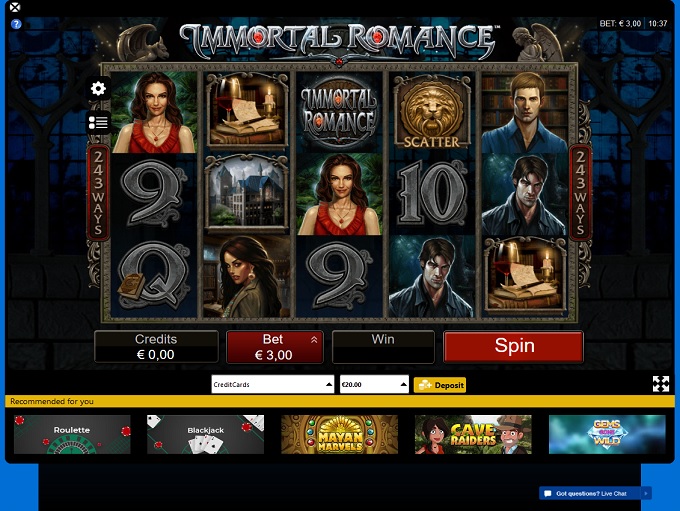 IMMORTAL ROMANCE™
BET: € 3,00 10:37
IMMORTAL
ROMANCE
SCATTER
243 WAYS
243 WAYS
9
10
Q
9
Credits
€ 0,00
Bet
€ 3,00
Win
Spin
CreditCards
€20.00
Deposit
Recommended for you
Roulette
Blackjack
MAYAN
MARVELS
CAVE
RAIDERS
GEMS
GONE
WILD
Got questions? Live Chat